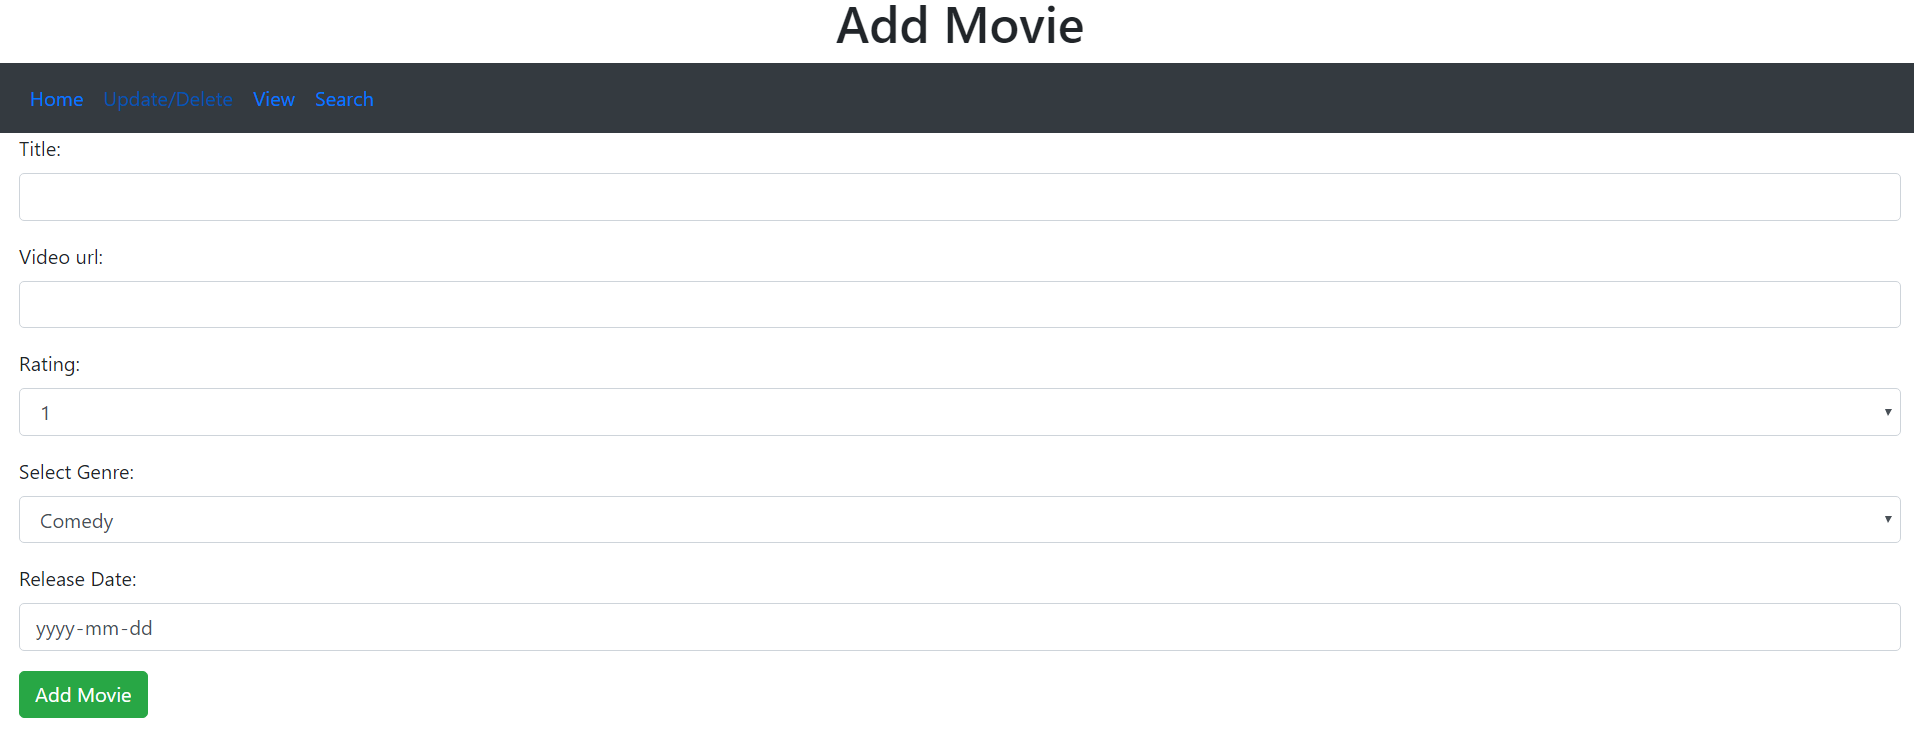 Add Movie
Home Update/Delete View Search
Title:
Video url:
Rating:
1
Select Genre:
Comedy
Release Date:
yyyy-mm-dd
Add Movie